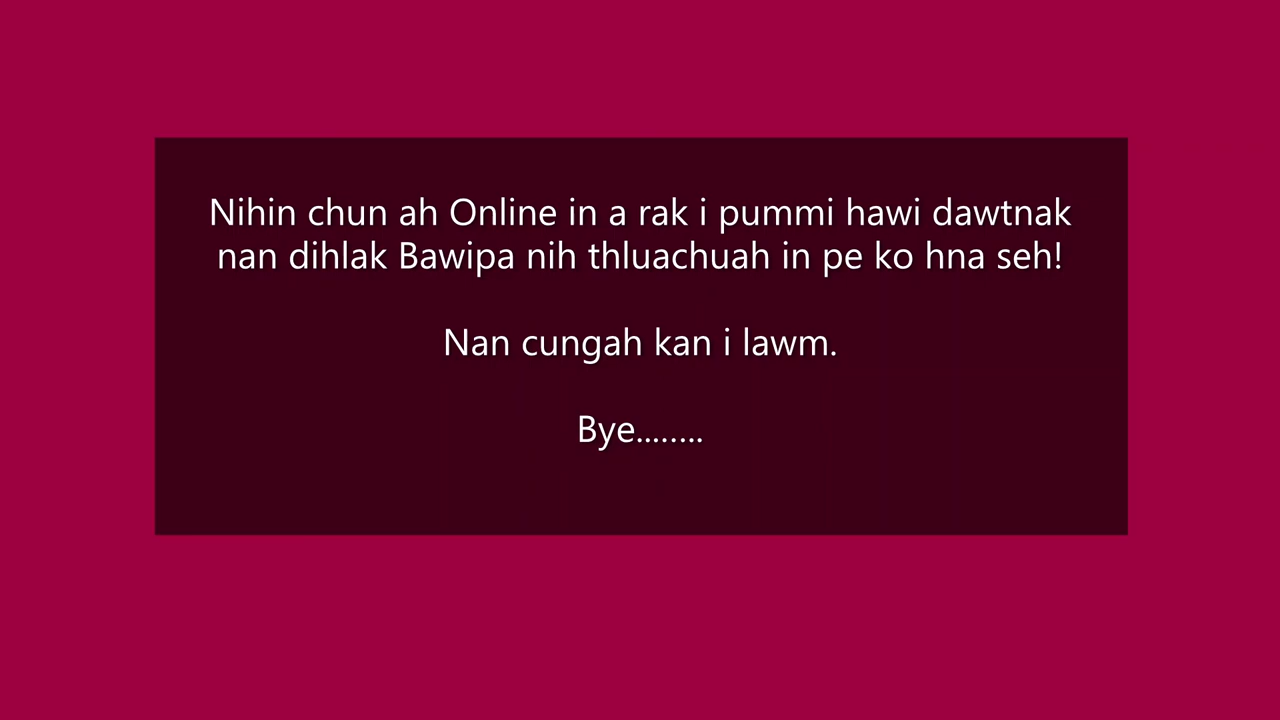 Nihin chun ah Online in a rak i pummi hawi dawtnak
nan dihlak Bawipa nih thluachuah in pe ko hna seh!
Nan cungah kan i lawm.
Bye........